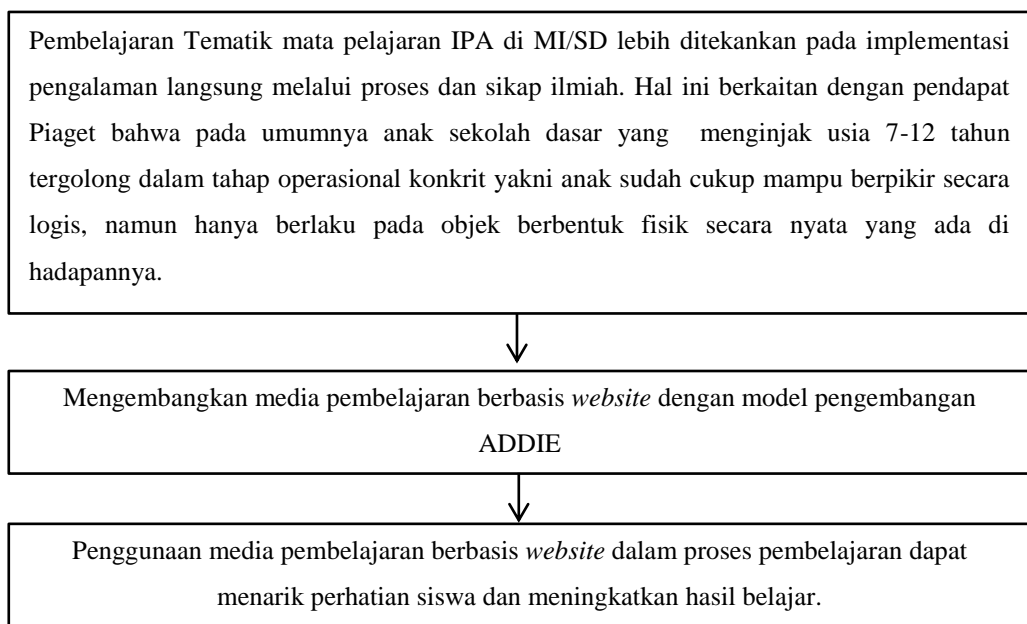 Pembelajaran Tematik mata pelajaran IPA di MI/SD lebih ditekankan pada implementasi
pengalaman langsung melalui proses dan sikap ilmiah. Hal ini berkaitan dengan pendapat
Piaget bahwa pada umumnya anak sekolah dasar yang menginjak usia 7-12 tahun
tergolong dalam tahap operasional konkrit yakni anak sudah cukup mampu berpikir secara
logis, namun hanya berlaku pada objek berbentuk fisik secara nyata yang ada di
hadapannya.
Mengembangkan media pembelajaran berbasis website dengan model pengembangan
ADDIE
Penggunaan media pembelajaran berbasis website dalam proses pembelajaran dapat
menarik perhatian siswa dan meningkatkan hasil belajar.